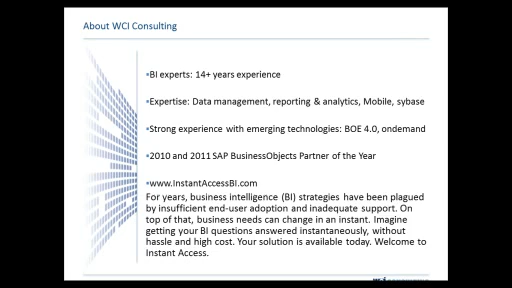 About WCI Consulting
▪BI experts: 14+ years experience
▪Expertise: Data management, reporting & analytics, Mobile, sybase
▪Strong experience with emerging technologies: BOE 4.0, ondemand
▪2010 and 2011 SAP BusinessObjects Partner of the Year
▪www.InstantAccessBI.com
For years, business intelligence (BI) strategies have been plagued
by insufficient end-user adoption and inadequate support. On
top of that, business needs can change in an instant. Imagine
getting your BI questions answered instantaneously, without
hassle and high cost. Your solution is available today. Welcome to
Instant Access.